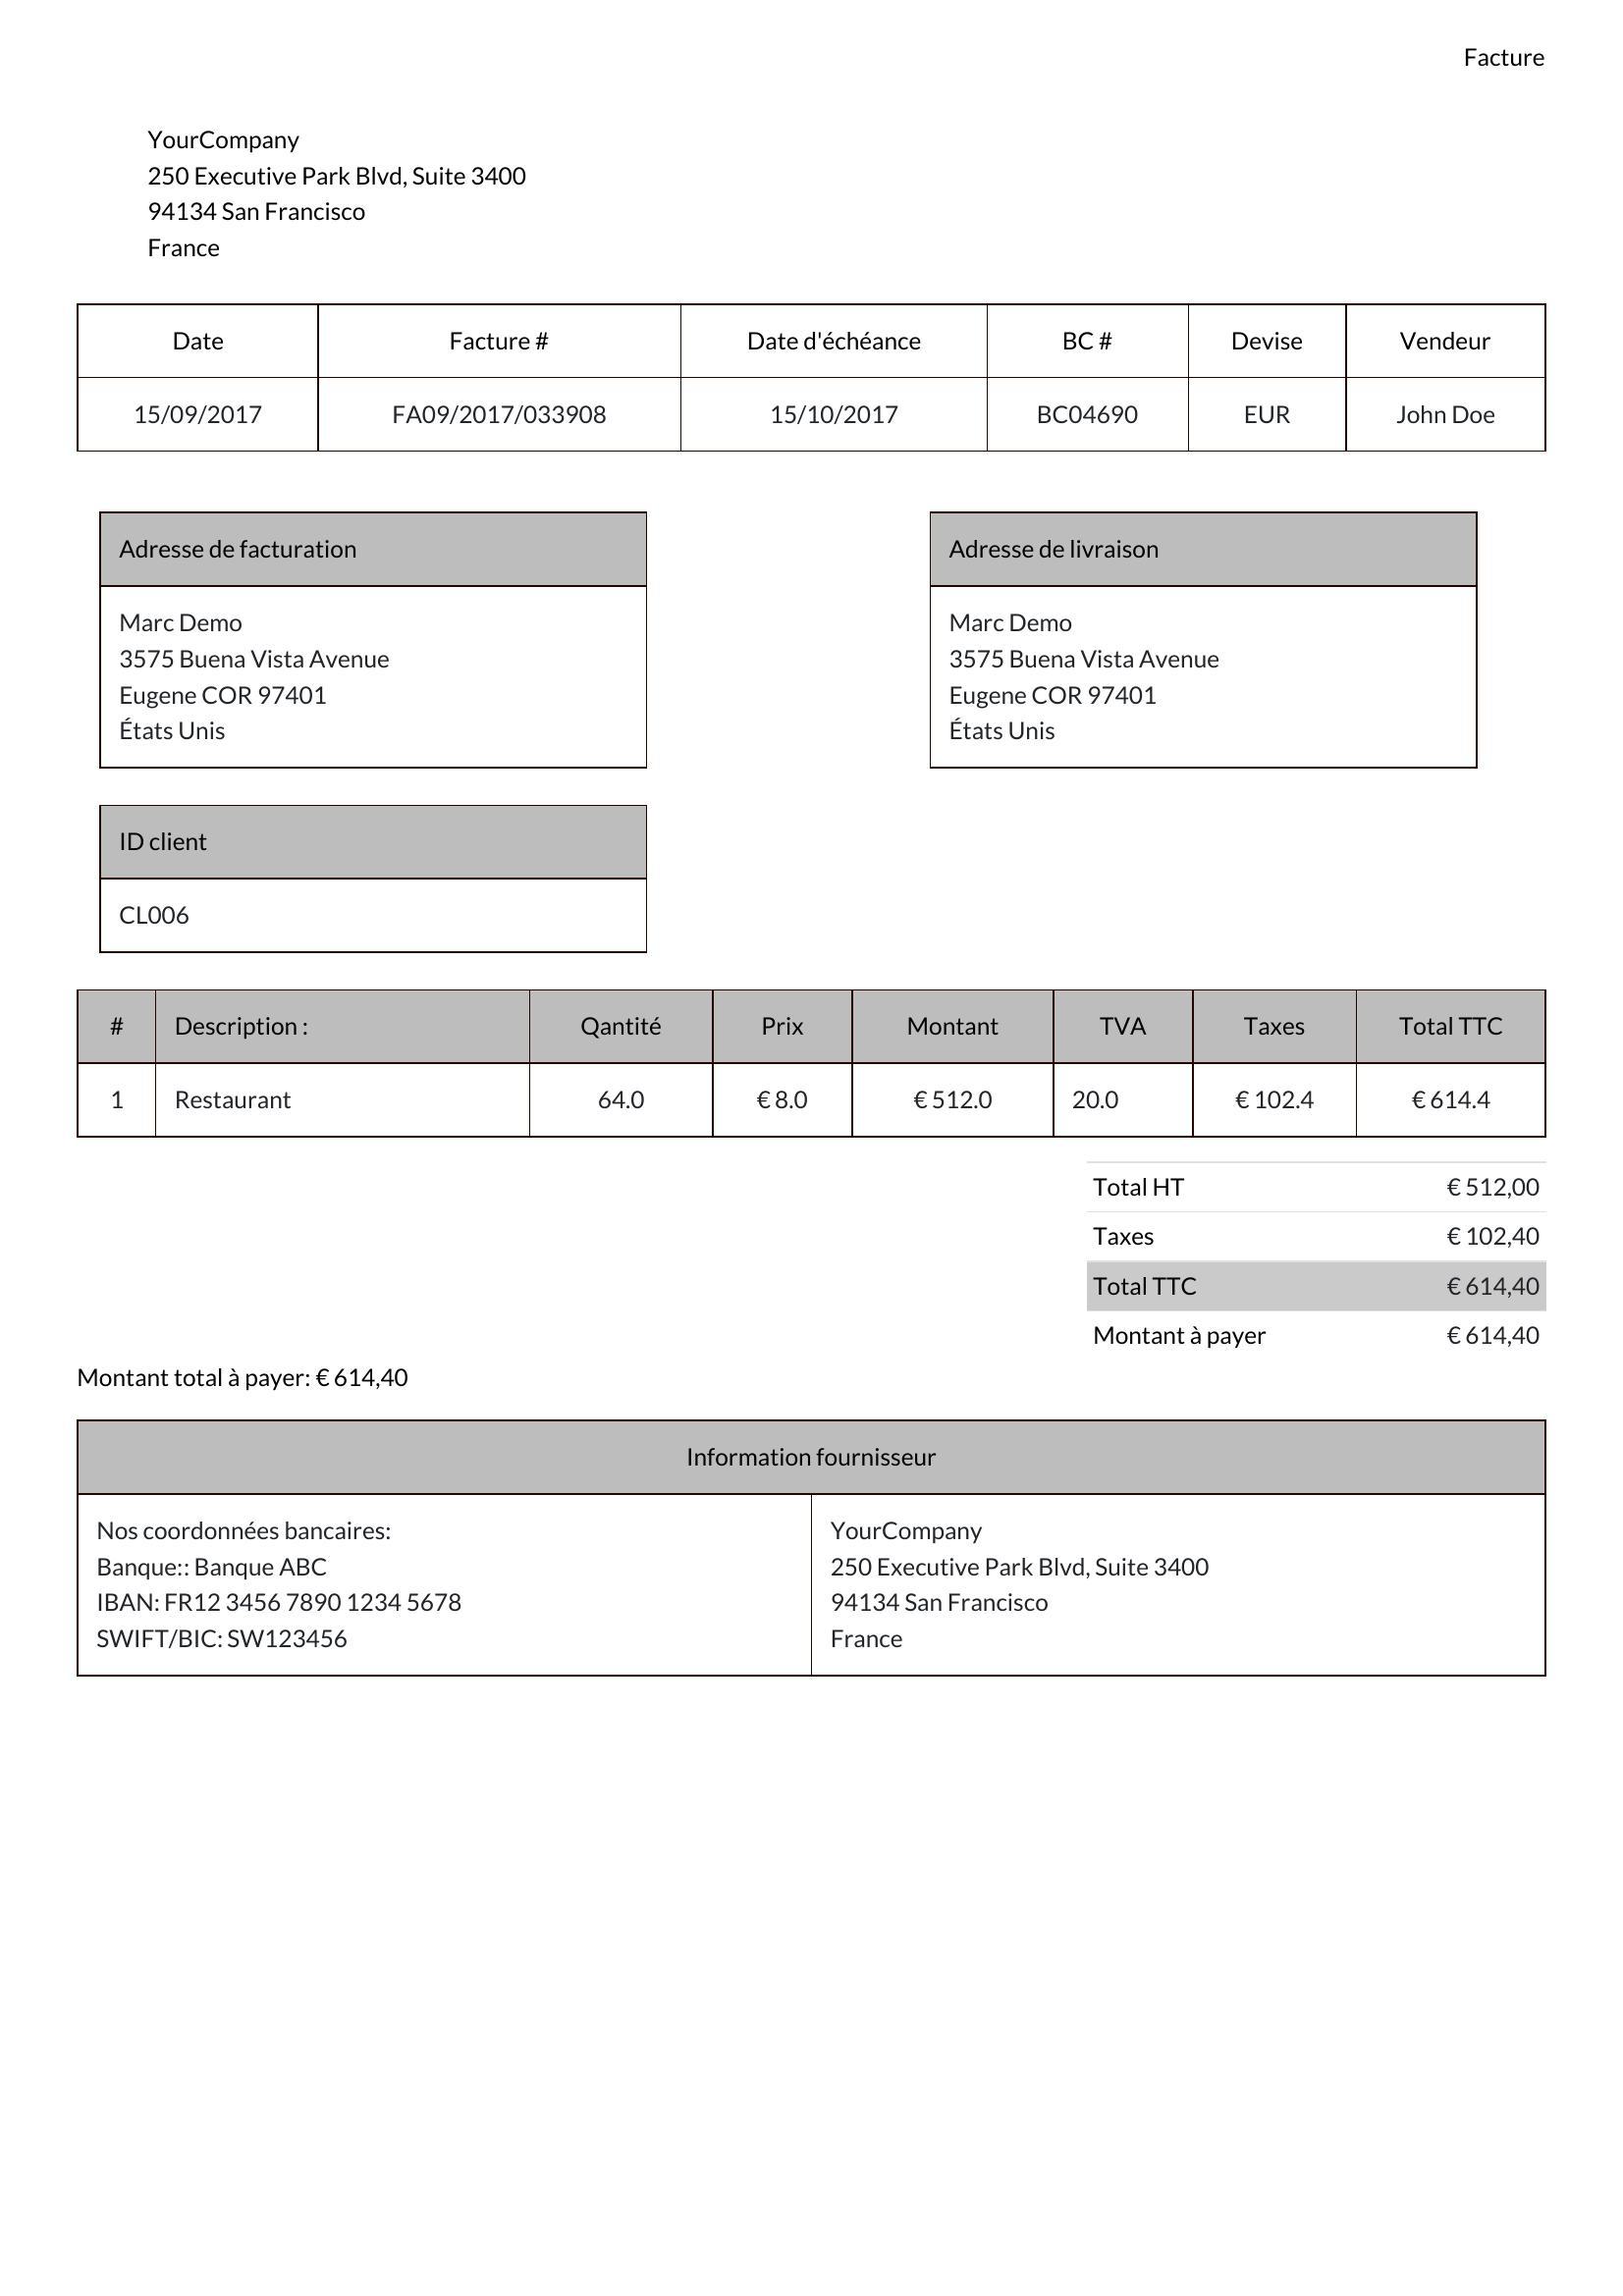 Facture
YourCompany
250 Executive Park Blvd, Suite 3400
94134 San Francisco
France
Date Facture # Date d'échéance BC # Devise Vendeur
15/09/2017 FA09/2017/033908 15/10/2017 BC04690 EUR John Doe
Adresse de facturation
Marc Demo
3575 Buena Vista Avenue
Eugene COR 97401
États Unis
Adresse de livraison
Marc Demo
3575 Buena Vista Avenue
Eugene COR 97401
États Unis
ID client
CL006
# Description : Qantité Prix Montant TVA Taxes Total TTC
1 Restaurant 64.0 € 8.0 € 512.0 20.0 € 102.4 € 614.4
Total HT € 512,00
Taxes € 102,40
Total TTC € 614,40
Montant à payer € 614,40
Montant total à payer: € 614,40
Information fournisseur
Nos coordonnées bancaires:
Banque:: Banque ABC
IBAN: FR12 3456 7890 1234 5678
SWIFT/BIC: SW123456
YourCompany
250 Executive Park Blvd, Suite 3400
94134 San Francisco
France